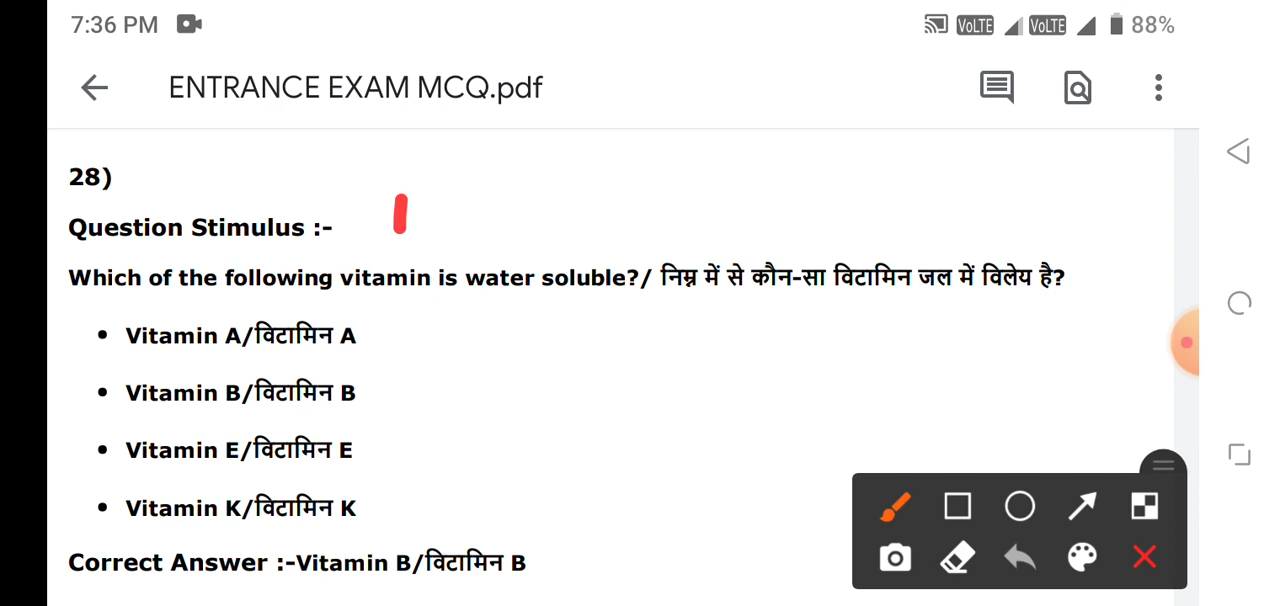 7:36 PM VoLTE VoLTE 88%
ENTRANCE EXAM MCQ.pdf
28)
Question Stimulus :-
Which of the following vitamin is water soluble?/ निम्न में से कौन-सा विटामिन जल में विलेय है?
• Vitamin A/विटामिन A
• Vitamin B/विटामिन B
• Vitamin E/विटामिन E
• Vitamin K/विटामिन K
Correct Answer :-Vitamin B/विटामिन B